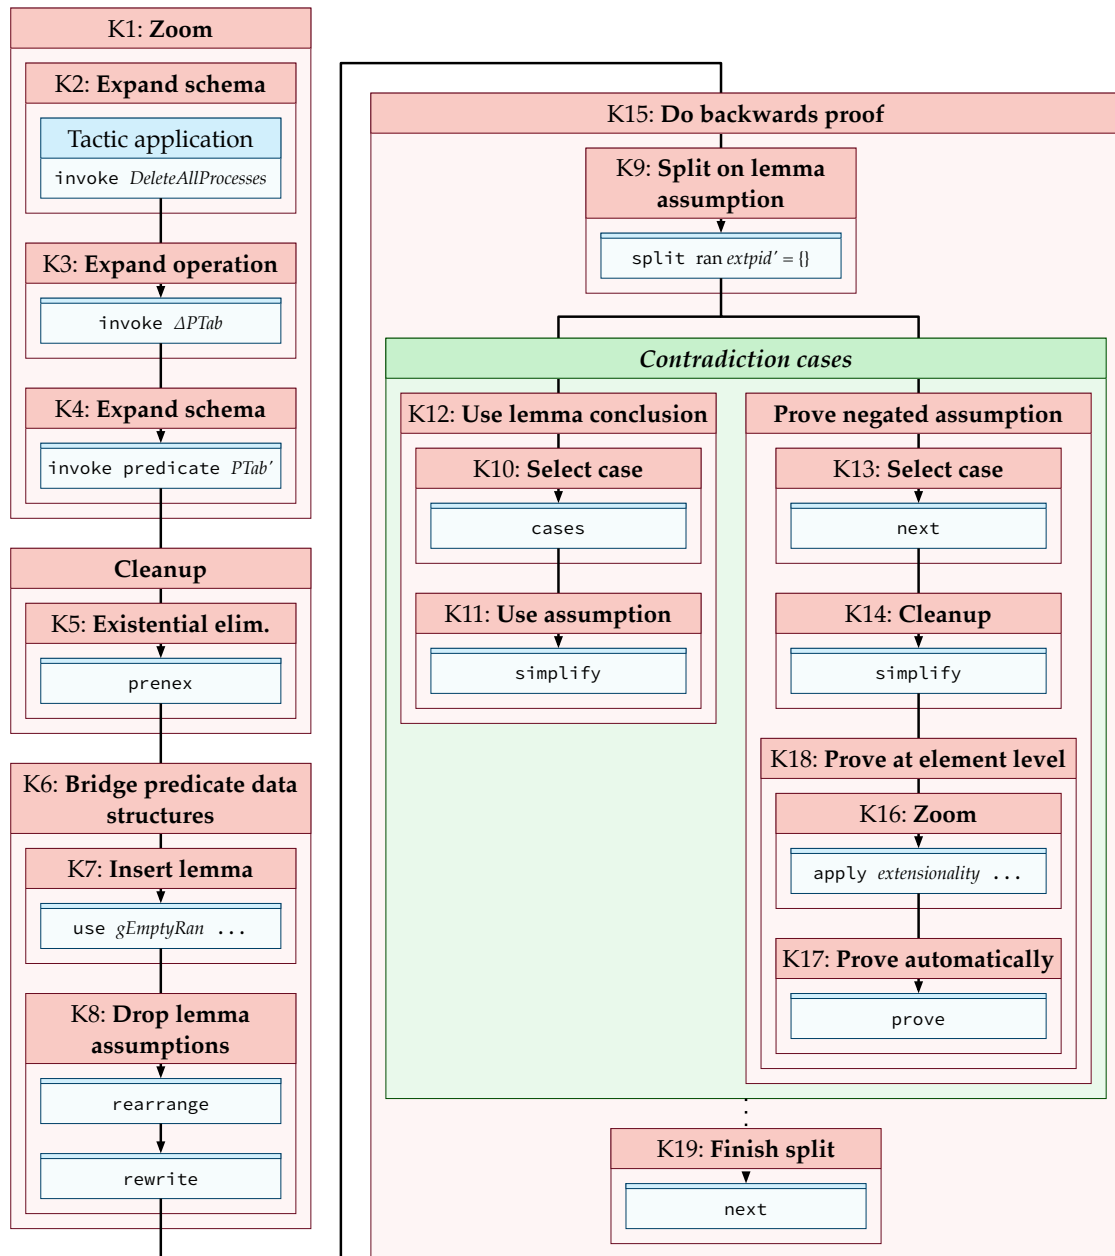 K1: Zoom
K2: Expand schema
Tactic application
invoke DeleteAllProcesses
K3: Expand operation
invoke ΔPTab
K4: Expand schema
invoke predicate PTab′
Cleanup
K5: Existential elim.
prenex
K6: Bridge predicate data
structures
K7: Insert lemma
use gEmptyRan ...
K8: Drop lemma
assumptions
rearrange
rewrite
K15: Do backwards proof
K9: Split on lemma
assumption
split ran extpid′ = {}
Contradiction cases
K12: Use lemma conclusion
K10: Select case
cases
K11: Use assumption
simplify
Prove negated assumption
K13: Select case
next
K14: Cleanup
simplify
K18: Prove at element level
K16: Zoom
apply extensionality ...
K17: Prove automatically
prove
K19: Finish split
next